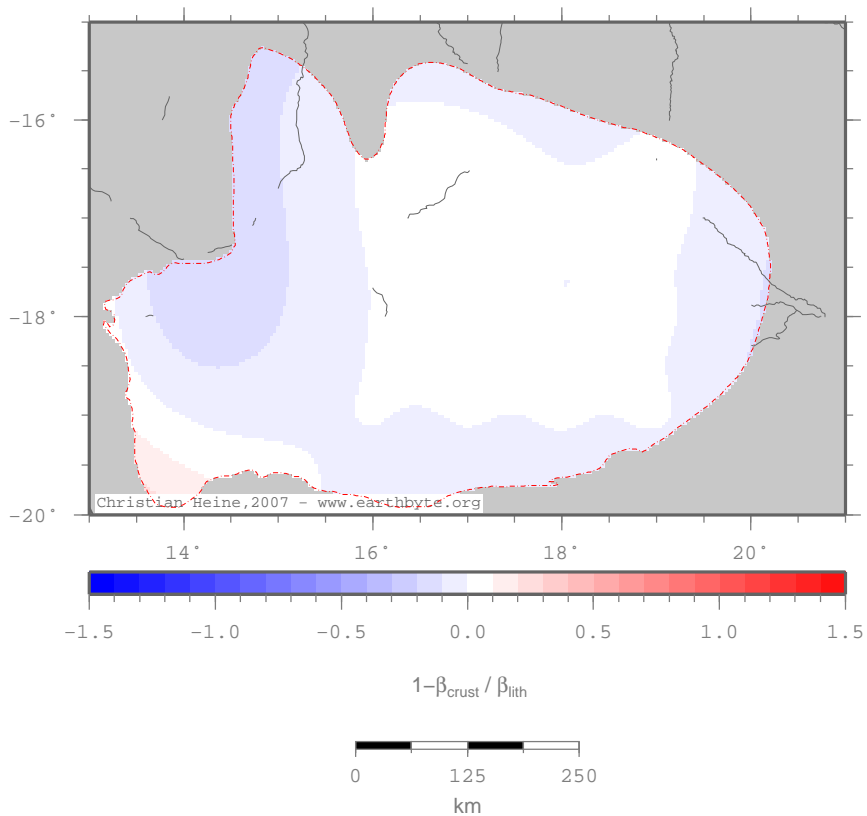 −16°
−18°
−20°
Christian Heine,2007 − www.earthbyte.org
14° 16° 18° 20°
−1.5 −1.0 −0.5 0.0 0.5 1.0 1.5
1−βcrust / βlith
0 125 250
km